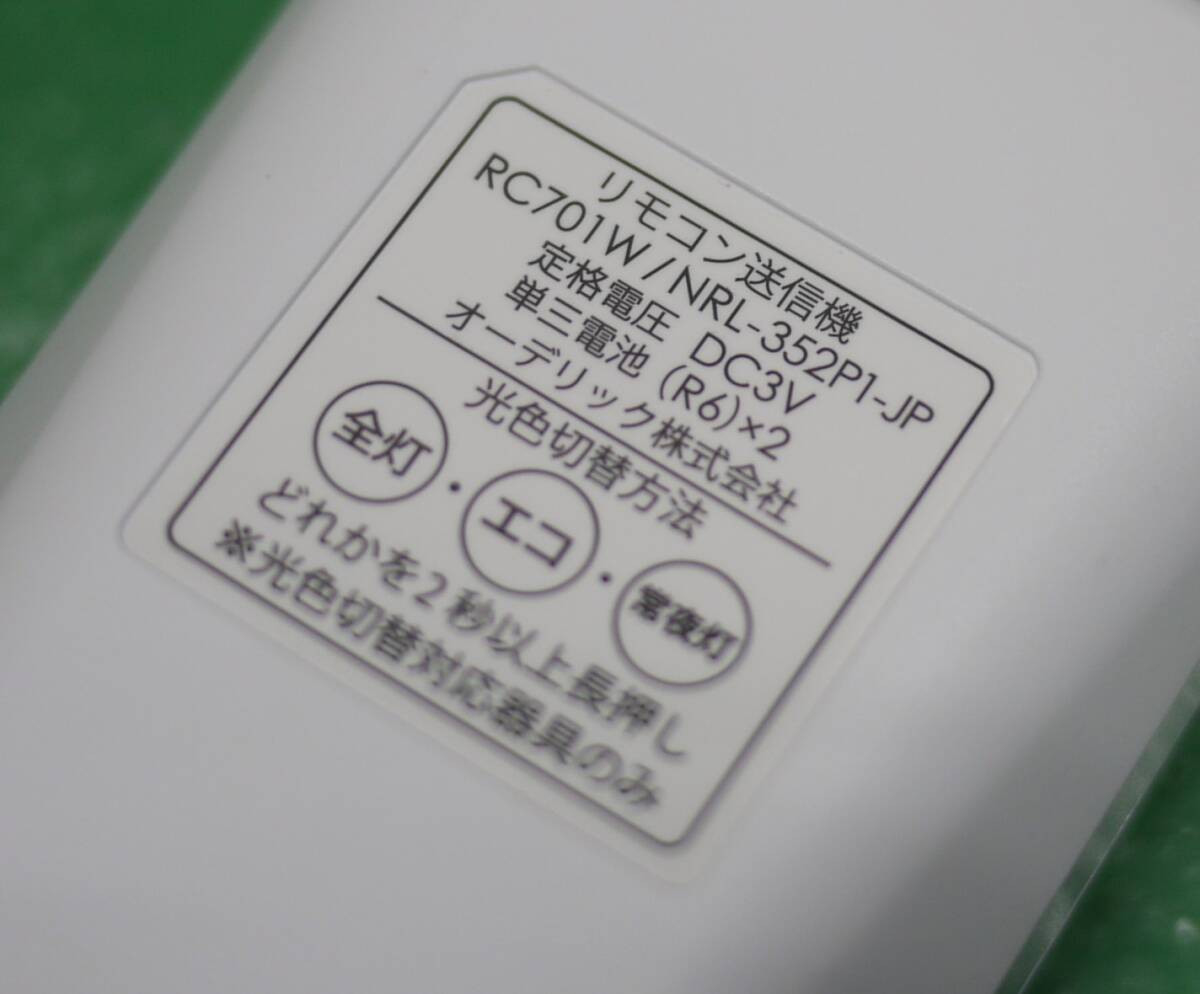 リモコン送信機
RC701W/NRL-352P1-JP
定格電圧 DC3V
単三電池 (R6)×2
オーデリック株式会社
光色切替方法
全灯・エコ・常夜灯
どれかを2秒以上長押し
※光色切替対応器具のみ